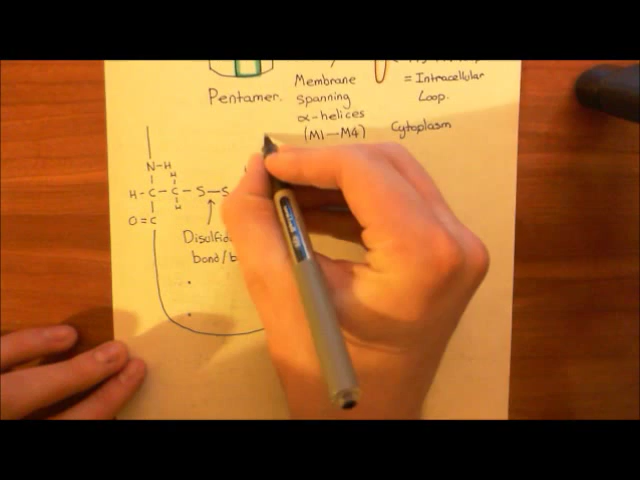 Pentamer.
Membrane
spanning
α-helices
(M1—M4)
= Intracellular
Loop.
Cytoplasm
N-H
H
H-C-C-S-S
H
O=C
bond/